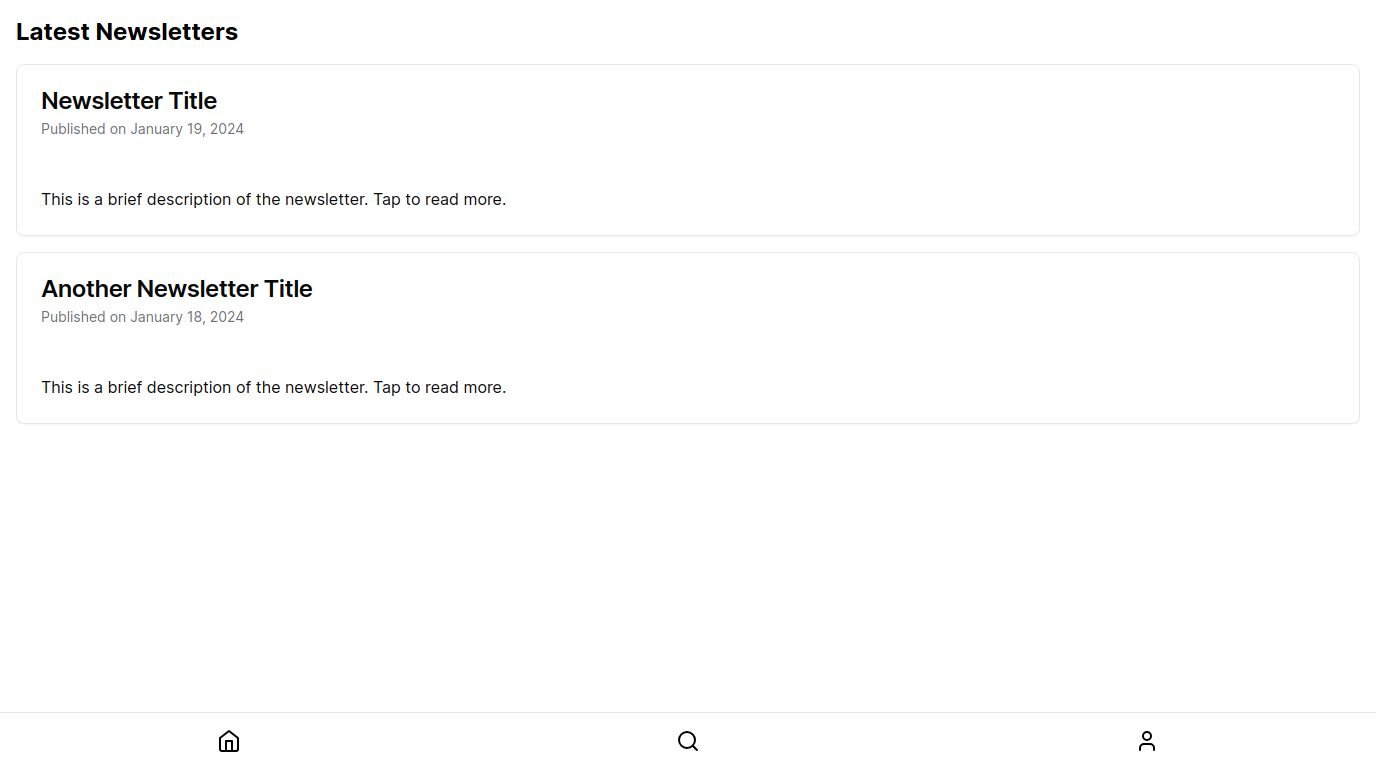 Latest Newsletters
Newsletter Title
Published on January 19, 2024
This is a brief description of the newsletter. Tap to read more.
Another Newsletter Title
Published on January 18, 2024
This is a brief description of the newsletter. Tap to read more.